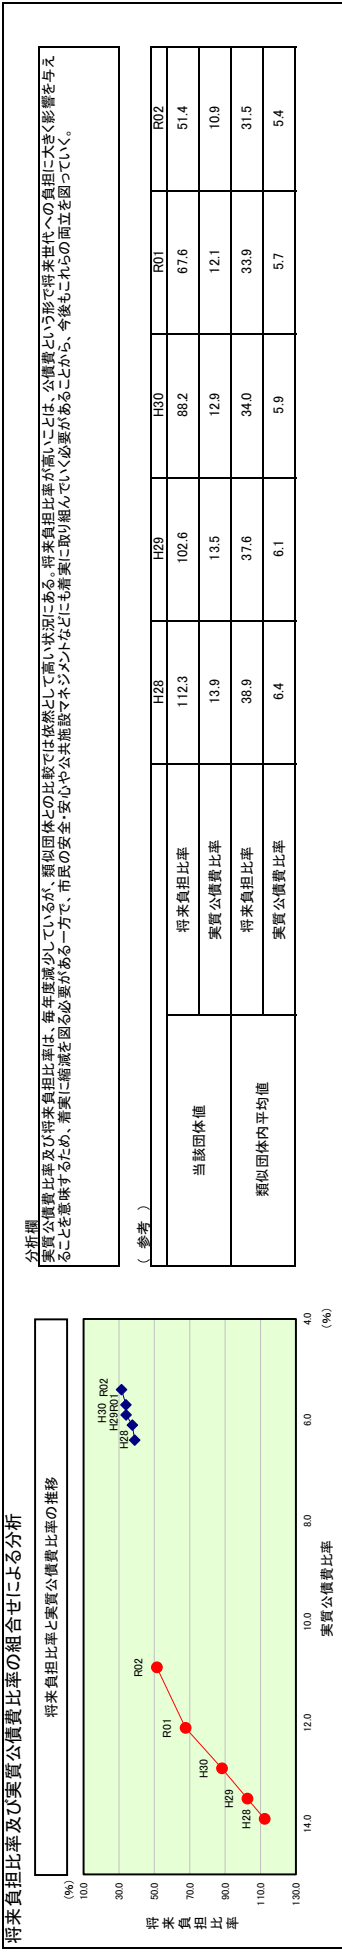 将来負担比率及び実質公債費比率の組合せによる分析
将来負担比率と実質公債費比率の推移
(%)
10.0
30.0
50.0
70.0
90.0
110.0
130.0
将来負担比率
H28
H29
H30
R01
R02
H28
H29
H30
R01
R02
14.0
12.0
10.0
8.0
6.0
4.0
(%)
実質公債費比率
分析欄
実質公債費比率及び将来負担比率は、毎年度減少しているが、類似団体との比較では依然として高い状況にある。将来負担比率が高いことは、公債費という形で将来世代への負担に大きく影響を与え
ることを意味するため、着実に縮減を図る必要がある一方で、市民の安全・安心や公共施設マネジメントなどにも着実に取り組んでいく必要があることから、今後もこれらの両立を図っていく。
( 参考 )
H28 H29 H30 R01 R02
当該団体値 将来負担比率 112.3 102.6 88.2 67.6 51.4
実質公債費比率 13.9 13.5 12.9 12.1 10.9
類似団体内平均値 将来負担比率 38.9 37.6 34.0 33.9 31.5
実質公債費比率 6.4 6.1 5.9 5.7 5.4